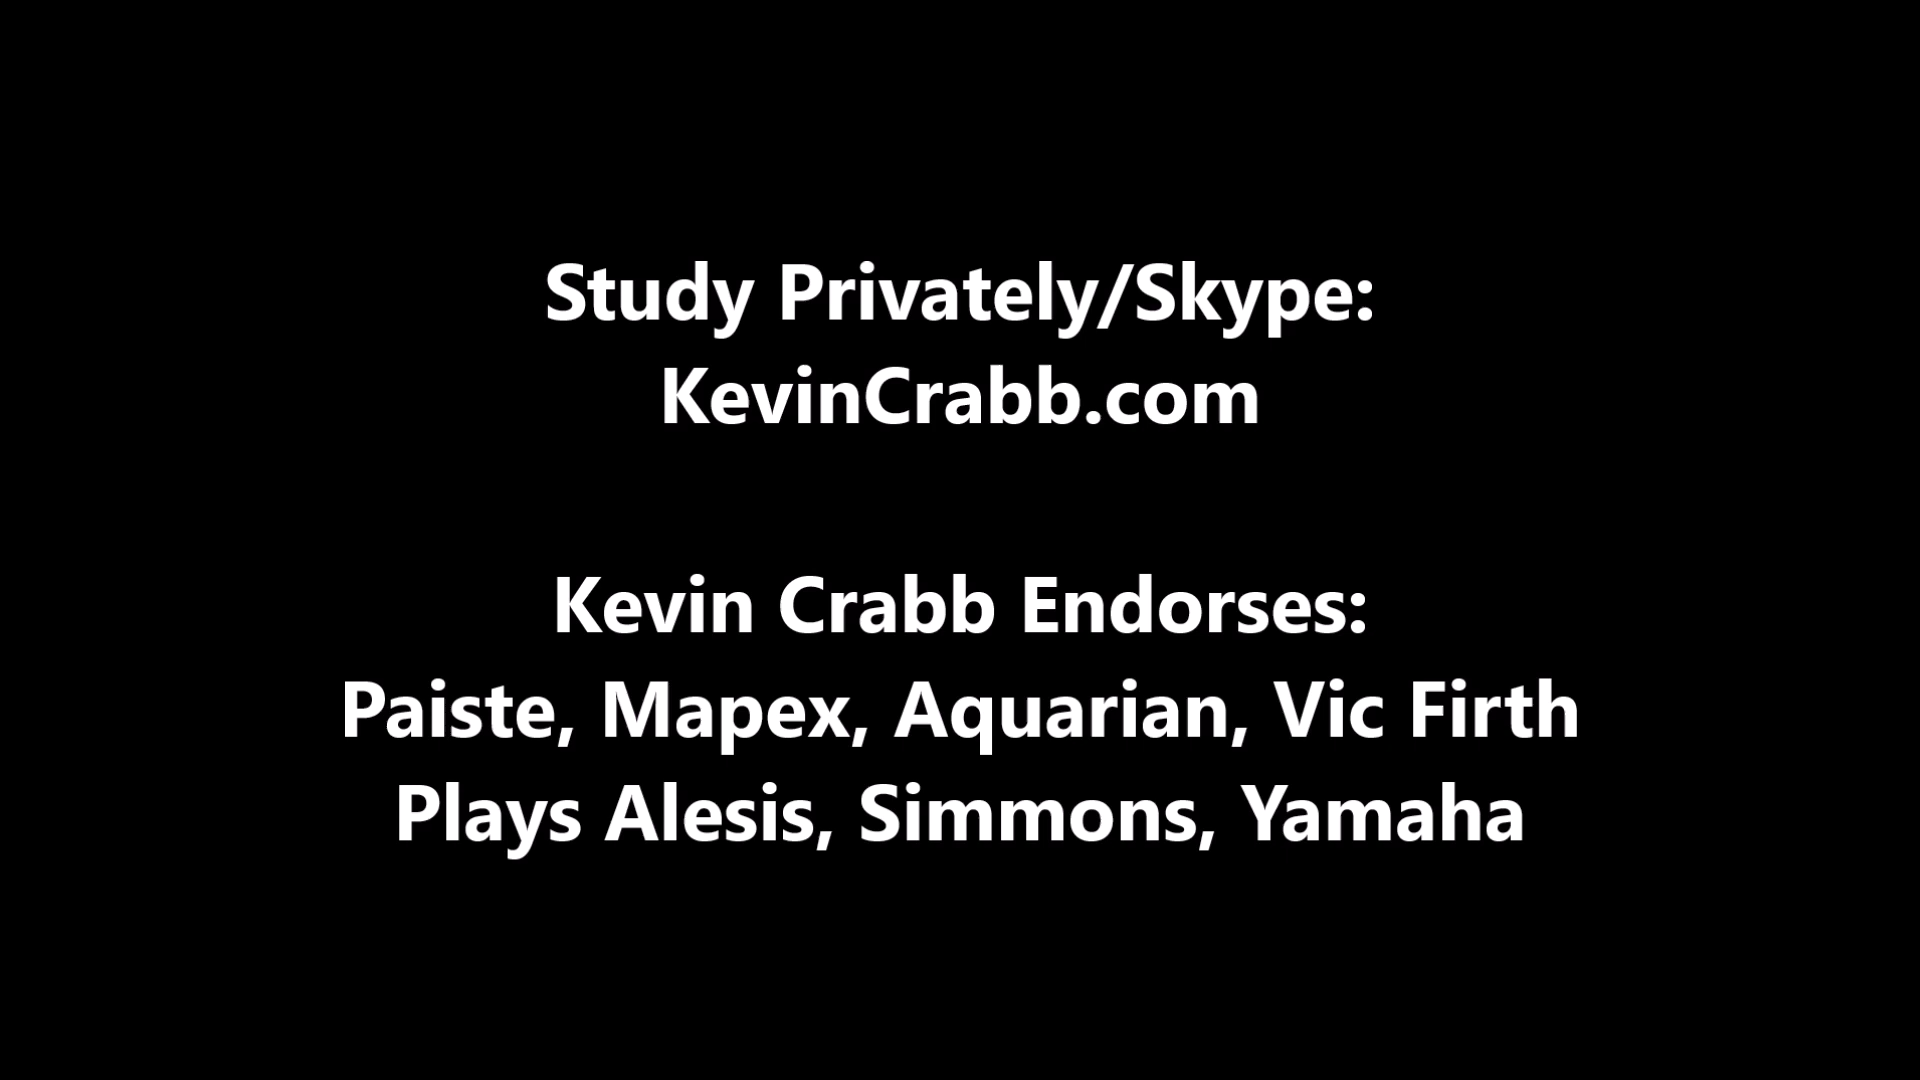 Study Privately/Skype:
KevinCrabb.com
Kevin Crabb Endorses:
Paiste, Mapex, Aquarian, Vic Firth
Plays Alesis, Simmons, Yamaha